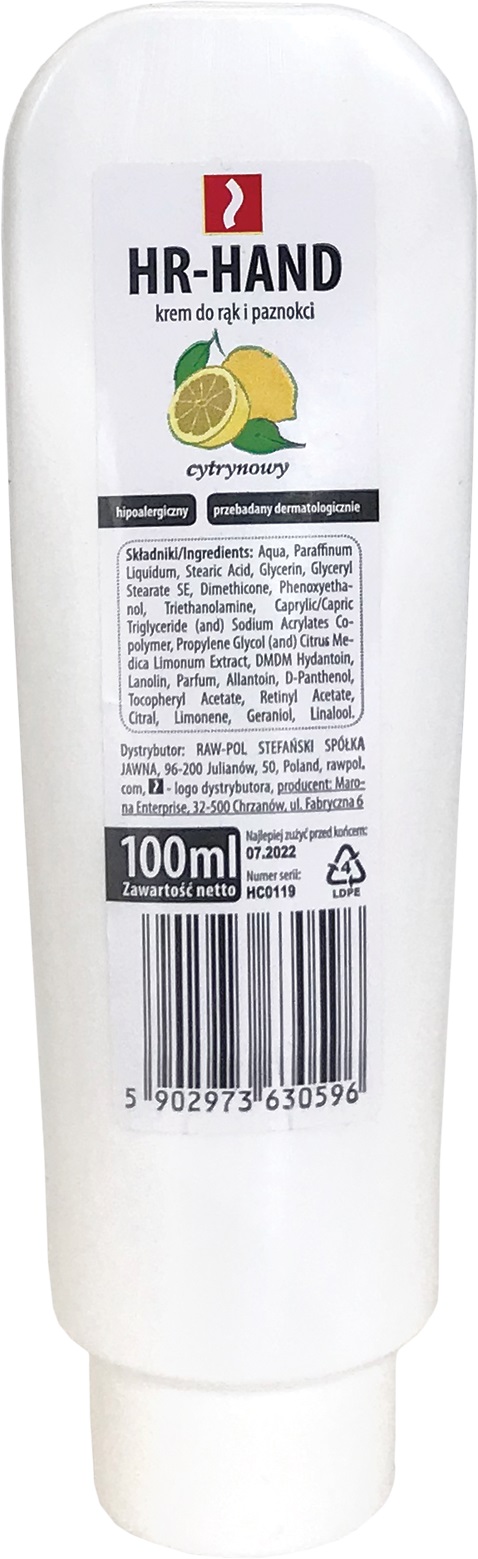 HR-HAND
krem do rąk i paznokci
cytrynowy
hipoalergiczny przebadany dermatologicznie
Składniki/Ingredients: Aqua, Paraffinum
Liquidum, Stearic Acid, Glycerin, Glyceryl
Stearate SE, Dimethicone, Phenoxyetha-
nol, Triethanolamine, Caprylic/Capric
Triglyceride (and) Sodium Acrylates Co-
polymer, Propylene Glycol (and) Citrus Me-
dica Limonum Extract, DMDM Hydantoin,
Lanolin, Parfum, Allantoin, D-Panthenol,
Tocopheryl Acetate, Retinyl Acetate,
Citral, Limonene, Geraniol, Linalool.
Dystrybutor: RAW-POL STEFAŃSKI SPÓŁKA
JAWNA, 96-200 Julianów, 50, Poland, rawpol.
com, - logo dystrybutora, producent: Maro-
na Enterprise, 32-500 Chrzanów, ul. Fabryczna 6
100ml
Zawartość netto
Najlepiej zużyć przed końcem:
07.2022
Numer serii:
HC0119
4
LDPE
5 902973 630596